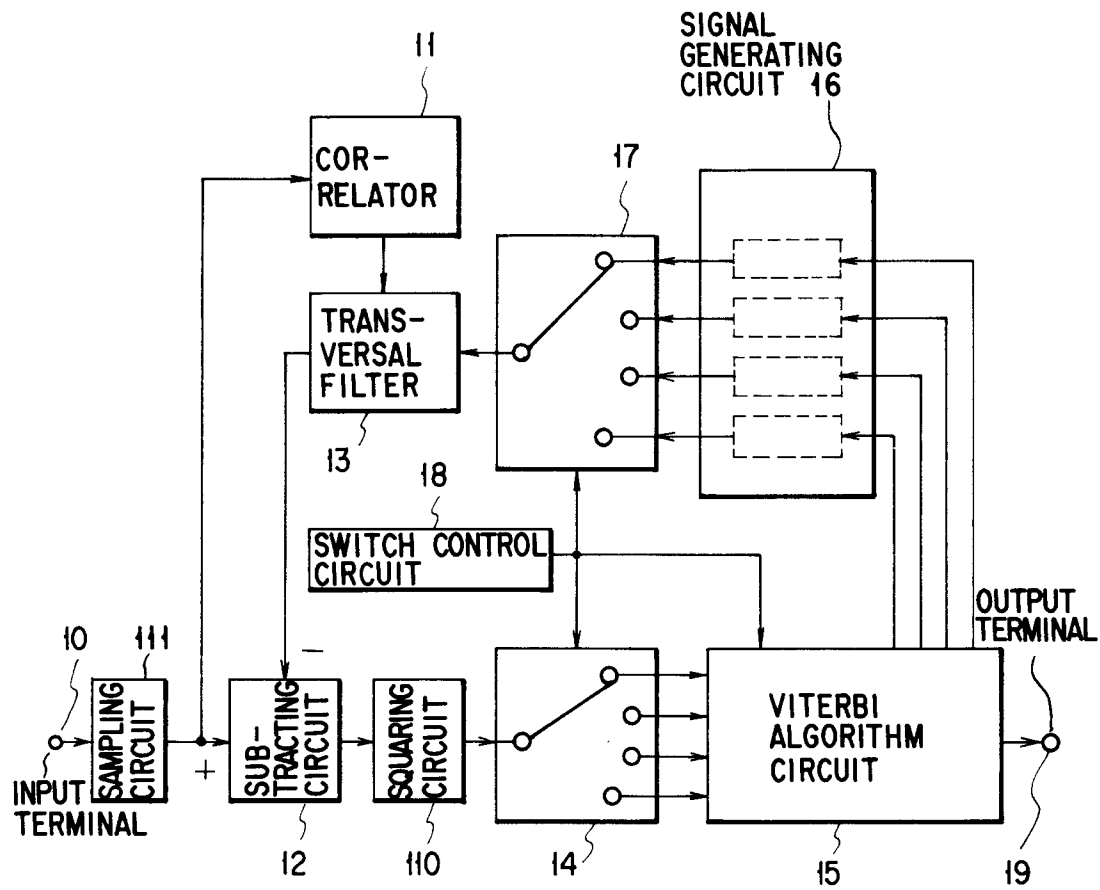 SIGNAL
GENERATING
CIRCUIT 16
11
COR-
RELATOR
17
TRANS-
VERSAL
FILTER
13
18
SWITCH CONTROL
CIRCUIT
OUTPUT
TERMINAL
10
111
−
SAMPLING
CIRCUIT
SUB-
TRACTING
CIRCUIT
SQUARING
CIRCUIT
VITERBI
ALGORITHM
CIRCUIT
+
INPUT
TERMINAL
12
110
14
15
19